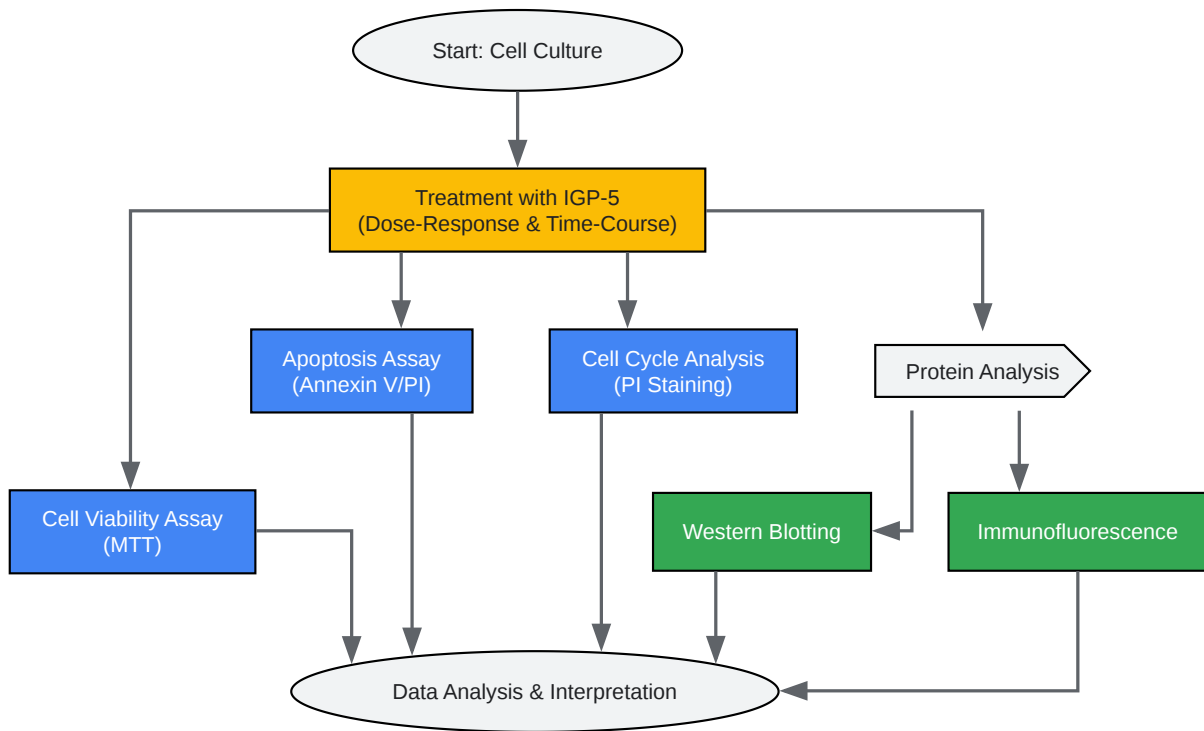 Start: Cell Culture
Treatment with IGP-5
(Dose-Response & Time-Course)
Apoptosis Assay
(Annexin V/PI)
Cell Cycle Analysis
(PI Staining)
Protein Analysis
Cell Viability Assay
(MTT)
Western Blotting
Immunofluorescence
Data Analysis & Interpretation